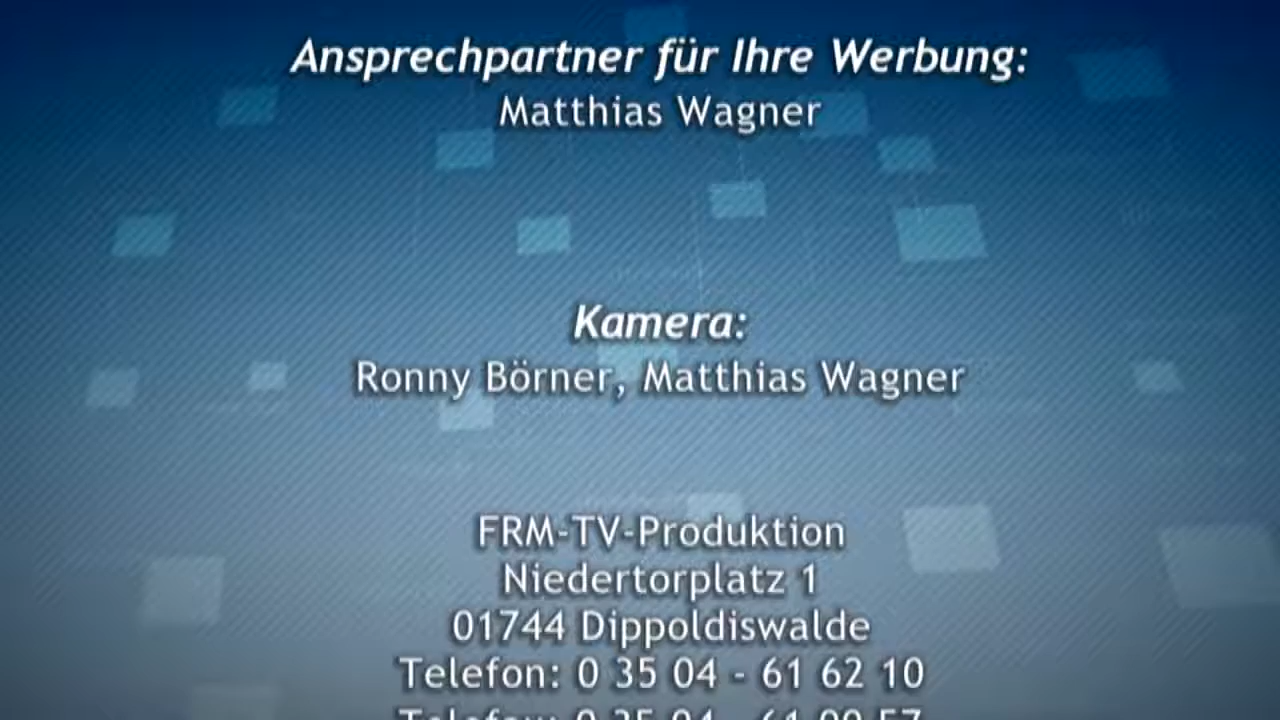 Ansprechpartner für Ihre Werbung:
Matthias Wagner
Kamera:
Ronny Börner, Matthias Wagner
FRM-TV-Produktion
Niedertorplatz 1
01744 Dippoldiswalde
Telefon: 0 35 04 - 61 62 10